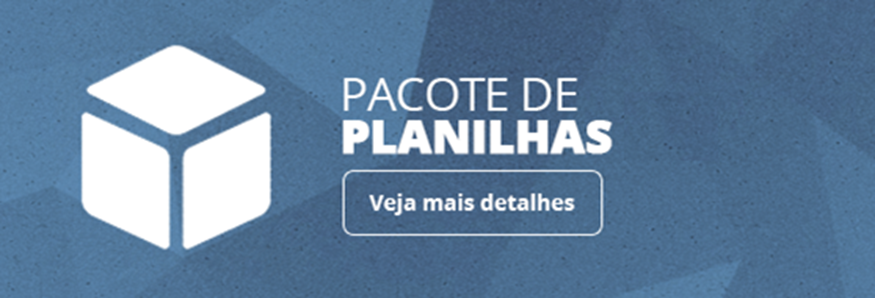 PACOTE DE
PLANILHAS
Veja mais detalhes